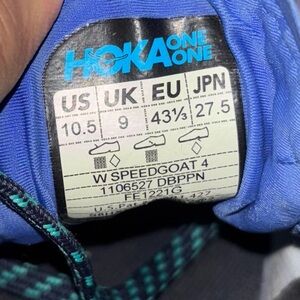 HOKA ONE ONE
US UK EU JPN
10.5 9 43⅓ 27.5
W SPEEDGOAT 4
1106527 DBPPN
FE1221G